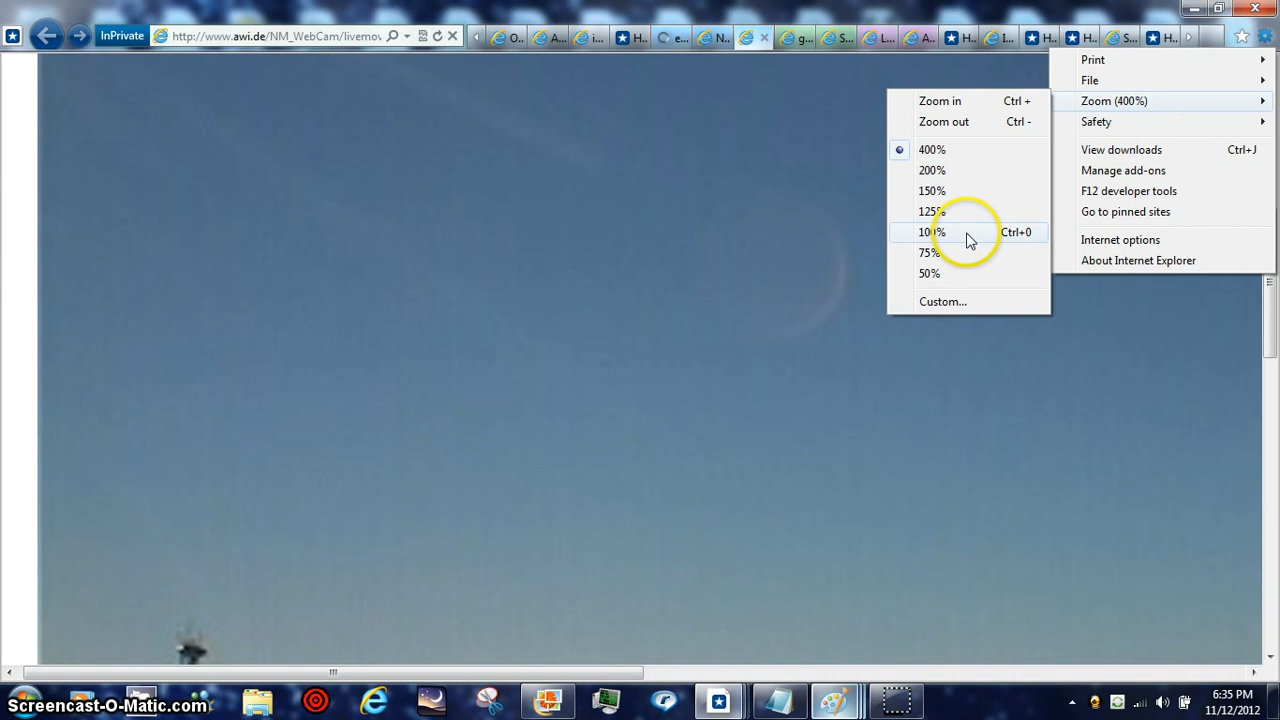 InPrivate
http://www.awi.de/NM_WebCam/livemov
O..
A...
i...
H..
e...
N..
g...
S...
L...
A..
H..
I...
H..
H..
S...
H..
Print
File
Zoom (400%)
Safety
View downloads Ctrl+J
Manage add-ons
F12 developer tools
Go to pinned sites
Internet options
About Internet Explorer
Zoom in Ctrl +
Zoom out Ctrl -
400%
200%
150%
125%
100% Ctrl+0
75%
50%
Custom...
Screencast-O-Matic.com
6:35 PM
11/12/2012